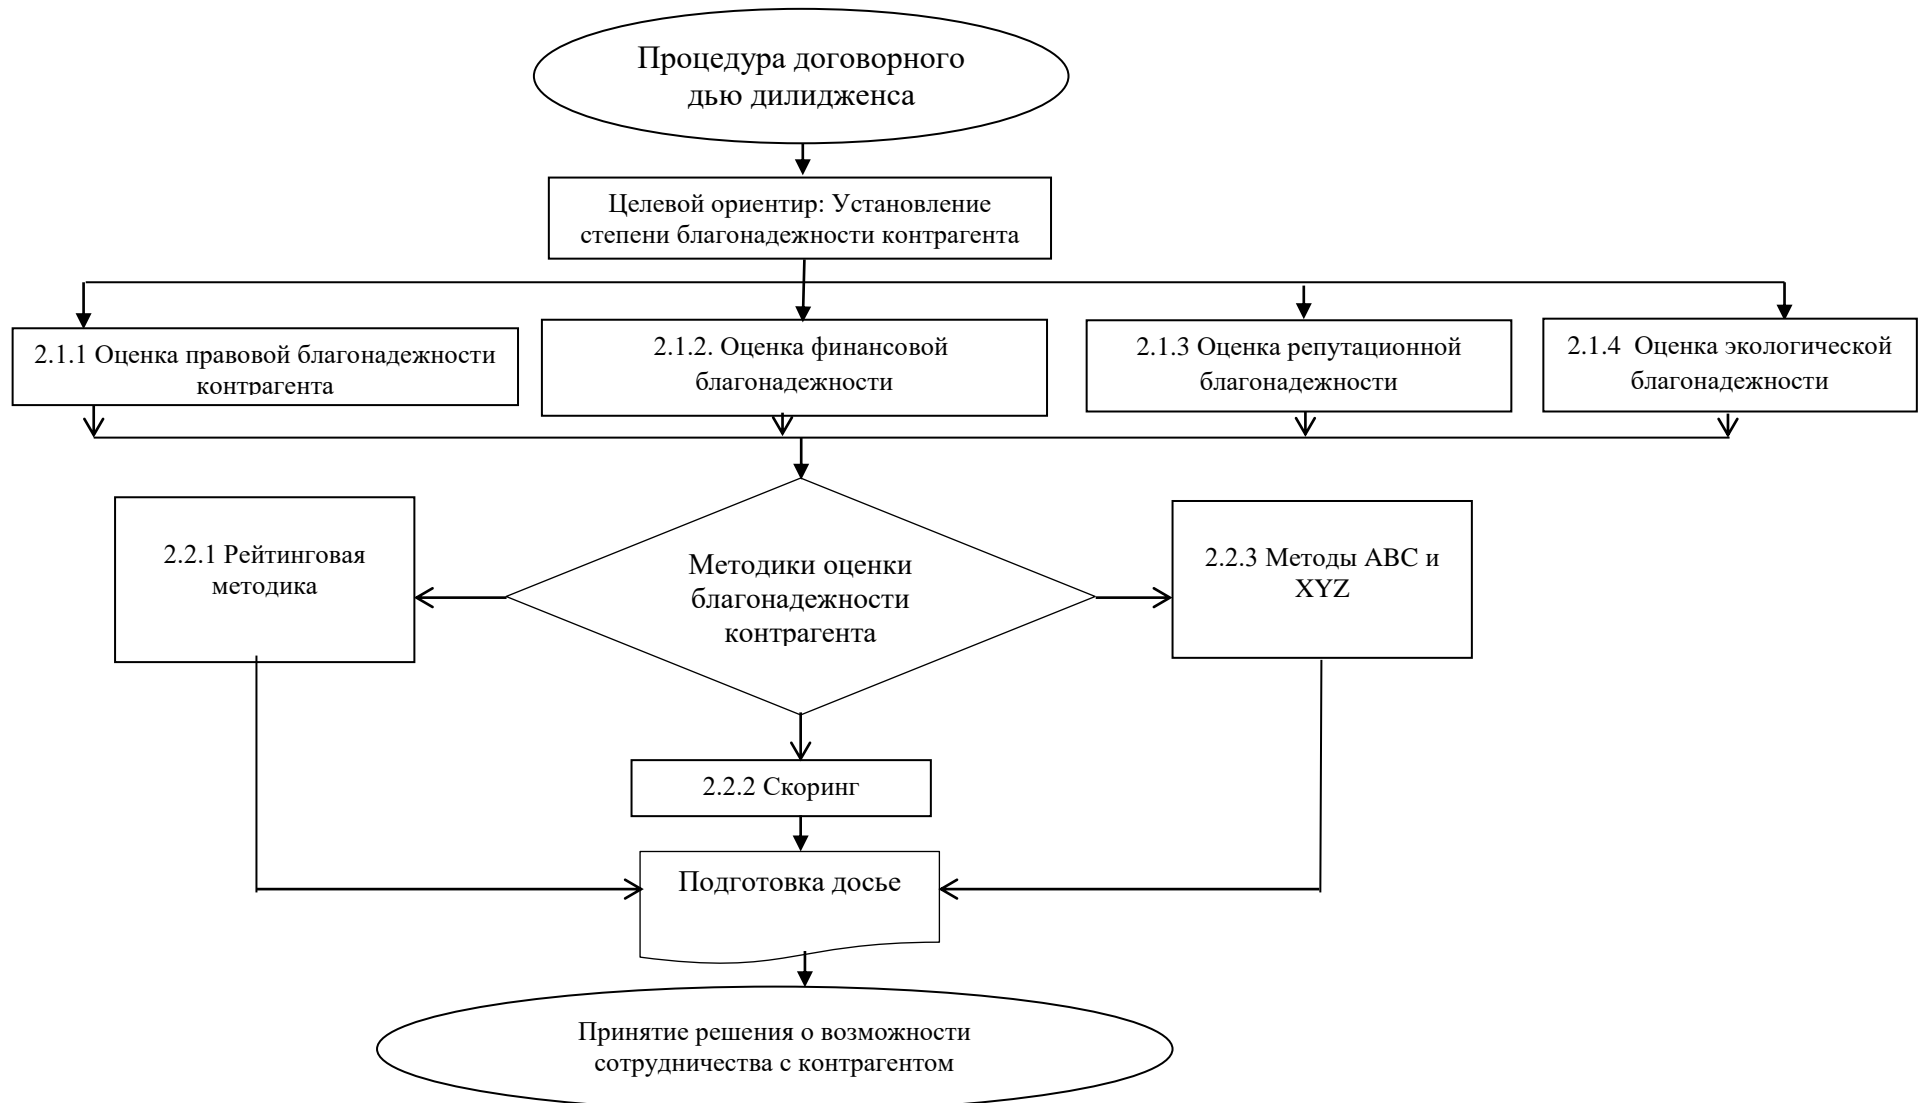 Процедура договорного
дью дилидженса
Целевой ориентир: Установление
степени благонадежности контрагента
2.1.1 Оценка правовой благонадежности
контрагента
2.1.2. Оценка финансовой
благонадежности
2.1.3 Оценка репутационной
благонадежности
2.1.4 Оценка экологической
благонадежности
2.2.1 Рейтинговая
методика
Методики оценки
благонадежности
контрагента
2.2.3 Методы ABC и
XYZ
2.2.2 Скоринг
Подготовка досье
Принятие решения о возможности
сотрудничества с контрагентом